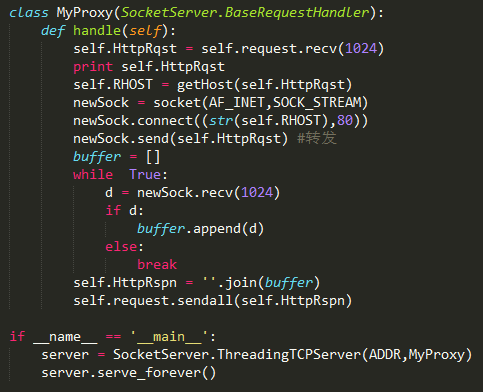 class MyProxy(SocketServer.BaseRequestHandler):
    def handle(self):
        self.HttpRqst = self.request.recv(1024)
        print self.HttpRqst
        self.RHOST = getHost(self.HttpRqst)
        newSock = socket(AF_INET,SOCK_STREAM)
        newSock.connect((str(self.RHOST),80))
        newSock.send(self.HttpRqst) #转发
        buffer = []
        while  True:
            d = newSock.recv(1024)
            if d:
                buffer.append(d)
            else:
                break
        self.HttpRspn = ''.join(buffer)
        self.request.sendall(self.HttpRspn)
if __name__ == '__main__':
    server = SocketServer.ThreadingTCPServer(ADDR,MyProxy)
    server.serve_forever()